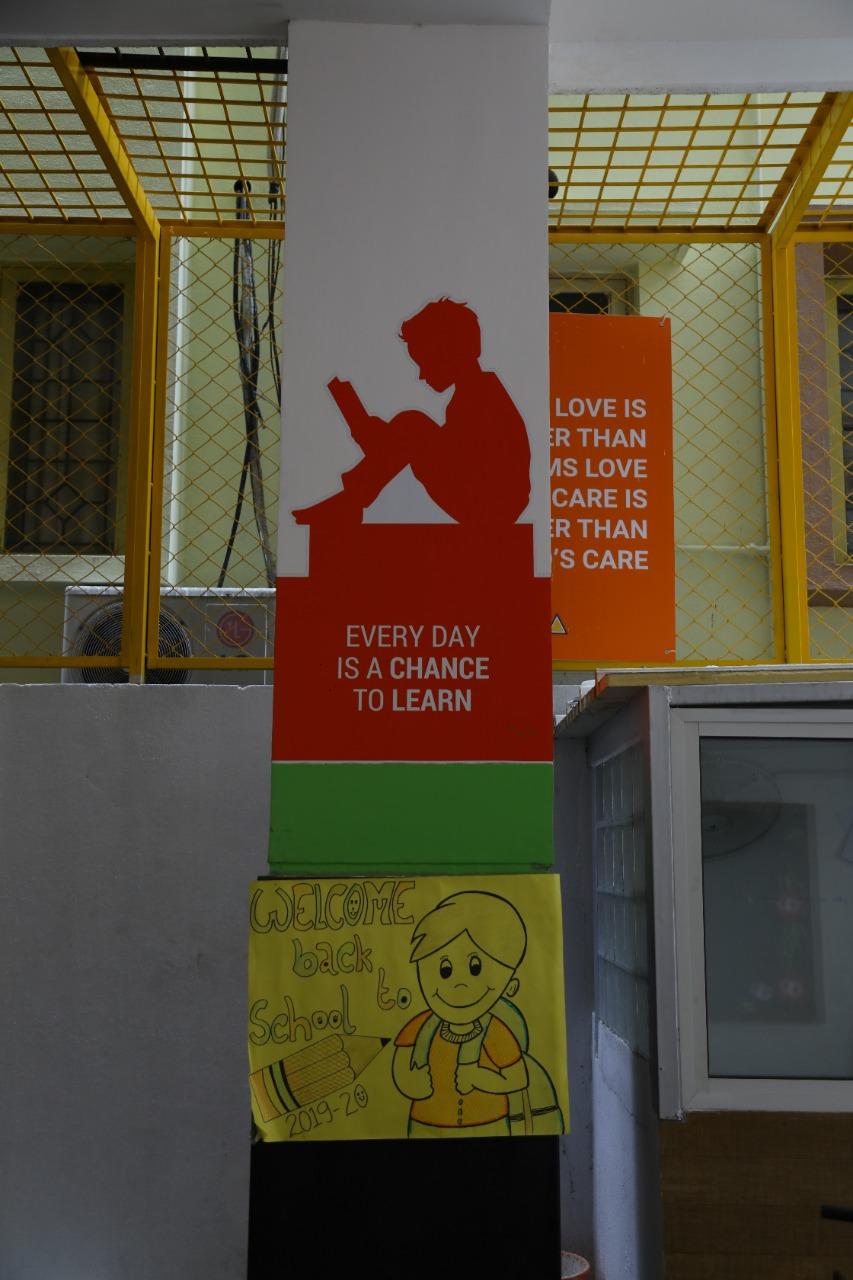 LOVE IS
ER THAN
MS LOVE
CARE IS
ER THAN
'S CARE
LG
EVERY DAY
IS A CHANCE
TO LEARN
WELCOME
back
to
School
2019-20